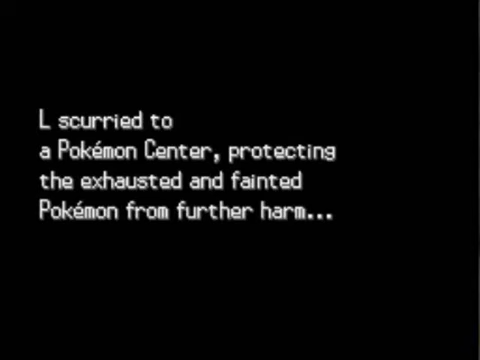 L scurried to
a Pokémon Center, protecting
the exhausted and fainted
Pokémon from further harm...